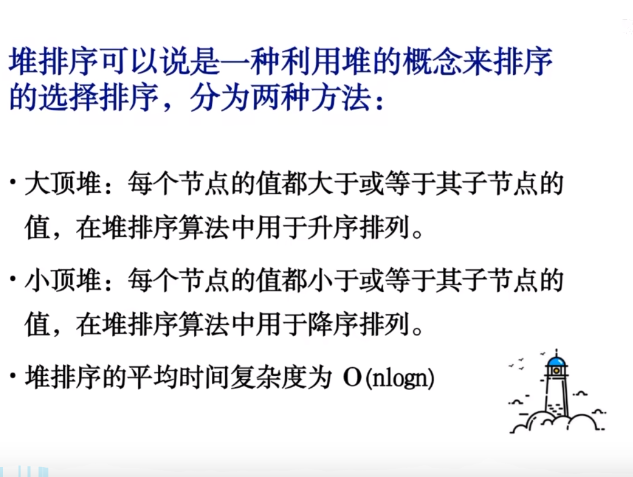 堆排序可以说是一种利用堆的概念来排序
的选择排序，分为两种方法：
·大顶堆：每个节点的值都大于或等于其子节点的
值，在堆排序算法中用于升序排列。
·小顶堆：每个节点的值都小于或等于其子节点的
值，在堆排序算法中用于降序排列。
·堆排序的平均时间复杂度为 O(nlogn)